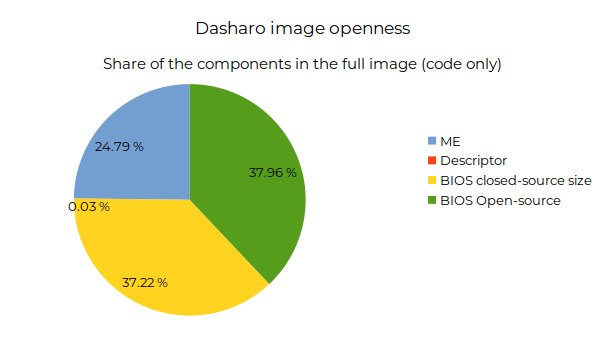 Dasharo image openness
Share of the components in the full image (code only)
24.79 %
37.96 %
0.03 %
37.22 %
ME
Descriptor
BIOS closed-source size
BIOS Open-source